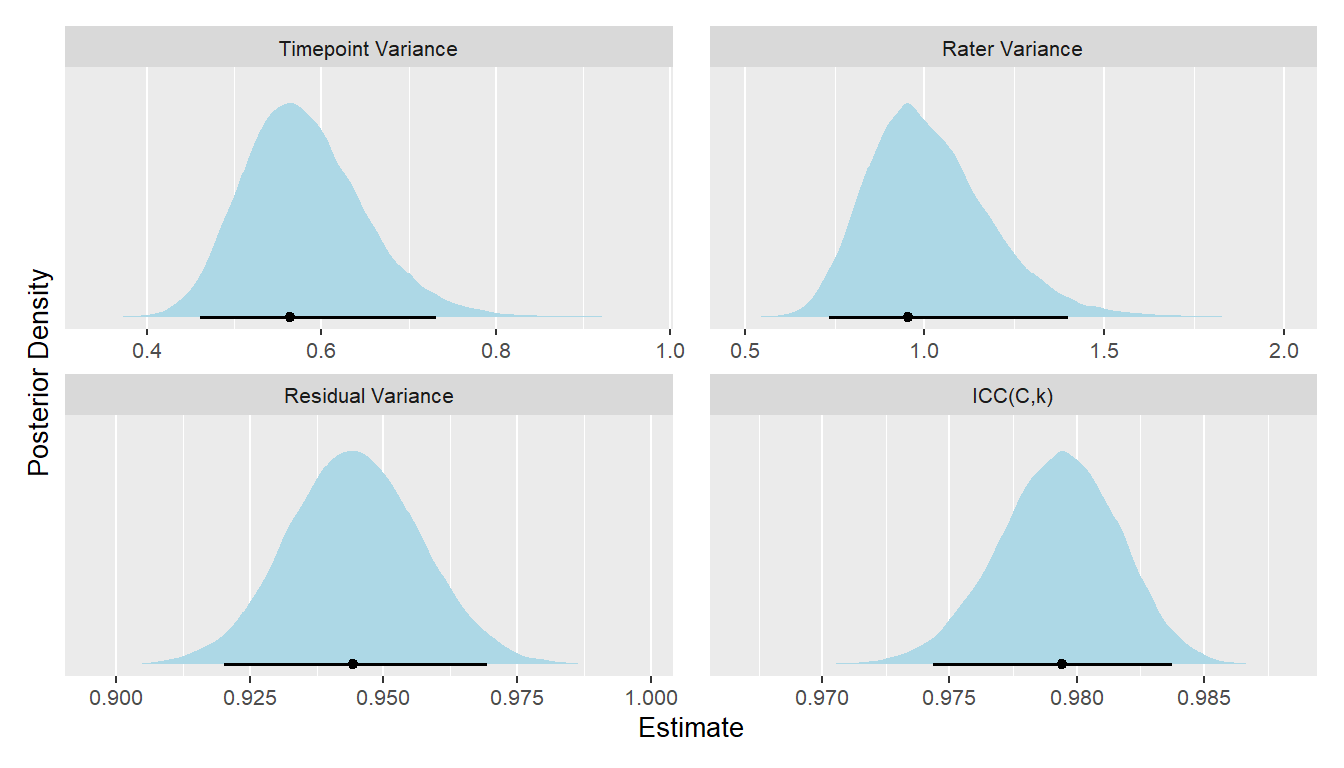 Timepoint Variance
Rater Variance
0.4 0.6 0.8 1.0
0.5 1.0 1.5 2.0
Residual Variance
ICC(C,k)
0.900 0.925 0.950 0.975 1.000
0.970 0.975 0.980 0.985
Posterior Density
Estimate